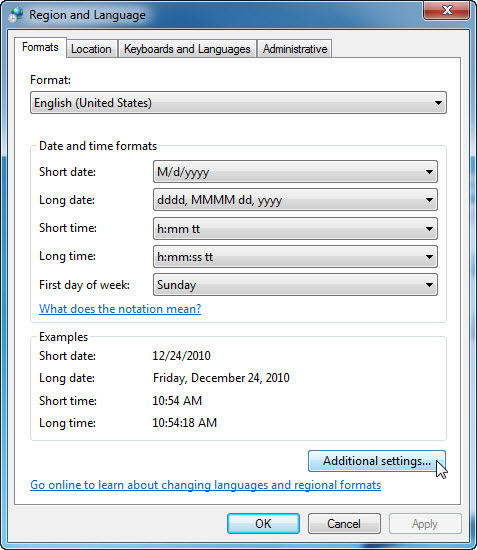 Region and Language
Formats Location Keyboards and Languages Administrative
Format:
English (United States)
Date and time formats
Short date: M/d/yyyy
Long date: dddd, MMMM dd, yyyy
Short time: h:mm tt
Long time: h:mm:ss tt
First day of week: Sunday
What does the notation mean?
Examples
Short date: 12/24/2010
Long date: Friday, December 24, 2010
Short time: 10:54 AM
Long time: 10:54:18 AM
Additional settings...
Go online to learn about changing languages and regional formats
OK Cancel Apply